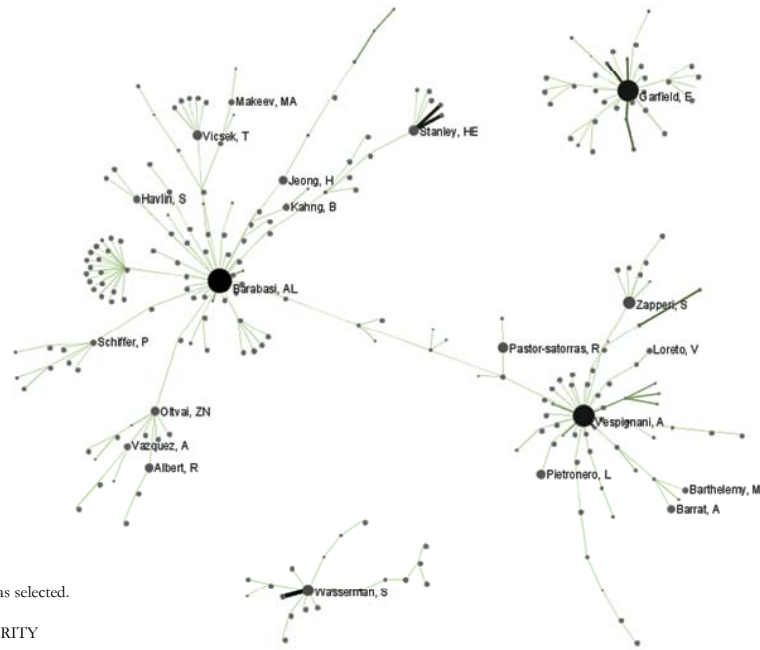 Makeev, MA
Vicsek, T
Stanley, HE
Garfield, E
Jeong, H
Havlin, S
Kahng, B
Barabasi, AL
Zapperi, S
Schiffer, P
Pastor-satorras, R
Loreto, V
Oltvai, ZN
Vespignani, A
Vazquez, A
Albert, R
Pietronero, L
Barthelemy, M
Barrat, A
Wasserman, S
as selected.
RITY